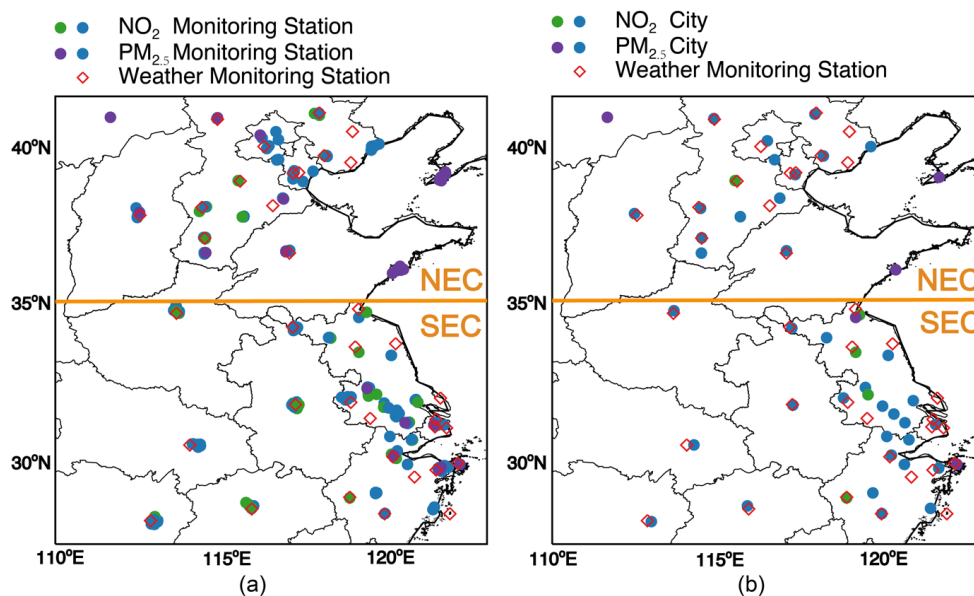 NO₂ Monitoring Station
PM₂.₅ Monitoring Station
Weather Monitoring Station
40°N
35°N
30°N
110°E
115°E
120°E
NEC
SEC
(a)
NO₂ City
PM₂.₅ City
Weather Monitoring Station
40°N
35°N
30°N
110°E
115°E
120°E
NEC
SEC
(b)